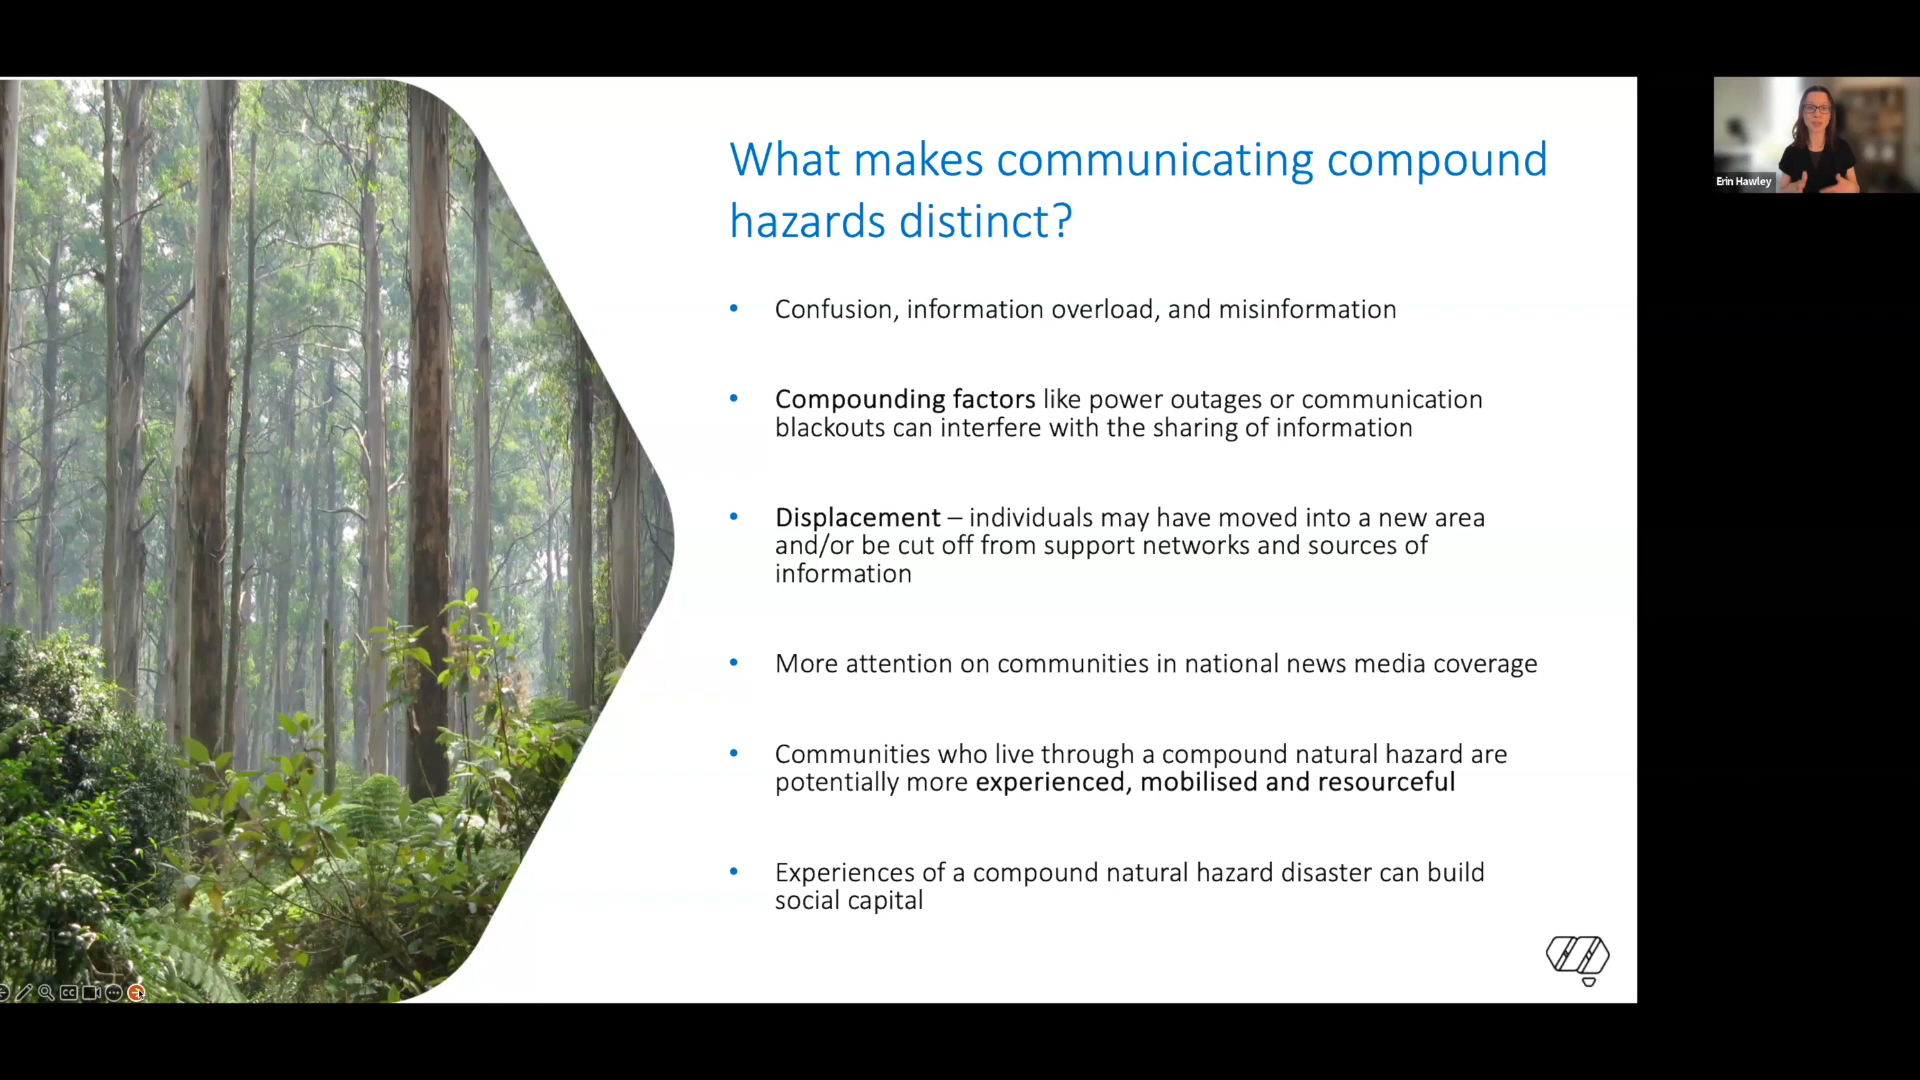 What makes communicating compound
hazards distinct?
• Confusion, information overload, and misinformation
• Compounding factors like power outages or communication
blackouts can interfere with the sharing of information
• Displacement – individuals may have moved into a new area
and/or be cut off from support networks and sources of
information
• More attention on communities in national news media coverage
• Communities who live through a compound natural hazard are
potentially more experienced, mobilised and resourceful
• Experiences of a compound natural hazard disaster can build
social capital
Erin Hawley
CC